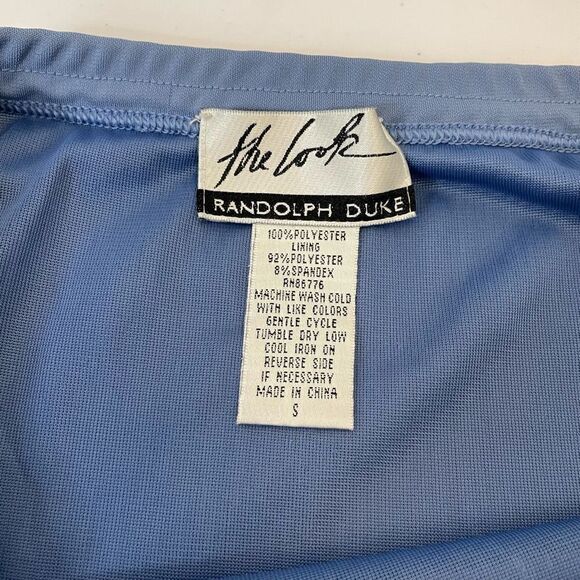 the look
RANDOLPH DUKE
100%POLYESTER
LINING
92%POLYESTER
8%SPANDEX
RN86776
MACHINE WASH COLD
WITH LIKE COLORS
GENTLE CYCLE
TUMBLE DRY LOW
COOL IRON ON
REVERSE SIDE
IF NECESSARY
MADE IN CHINA
S